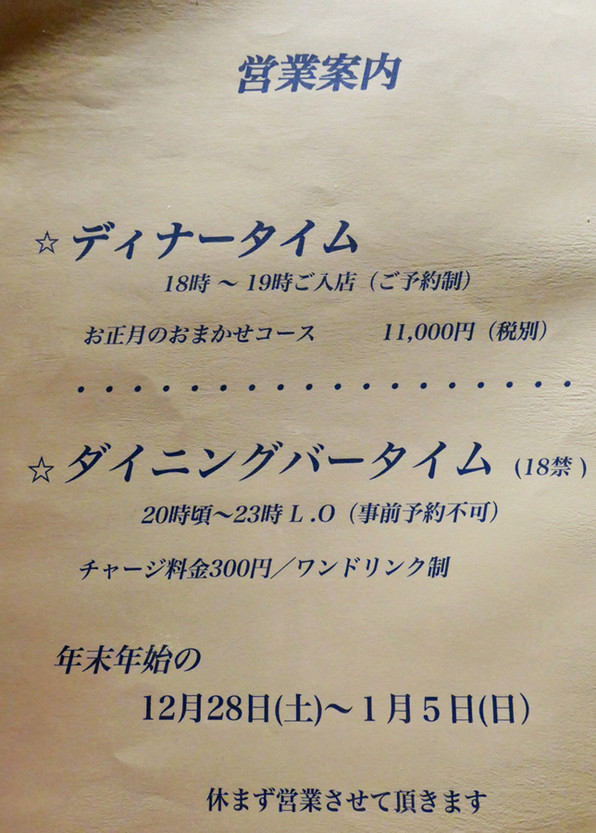 営業案内
☆ ディナータイム
18時 〜 19時ご入店（ご予約制）
お正月のおまかせコース 11,000円（税別）
・・・・・・・・・・・・・・・・・・
☆ ダイニングバータイム (18禁 )
20時頃〜23時 L .O（事前予約不可）
チャージ料金300円／ワンドリンク制
年末年始の
12月28日(土)〜１月５日(日）
休まず営業させて頂きます